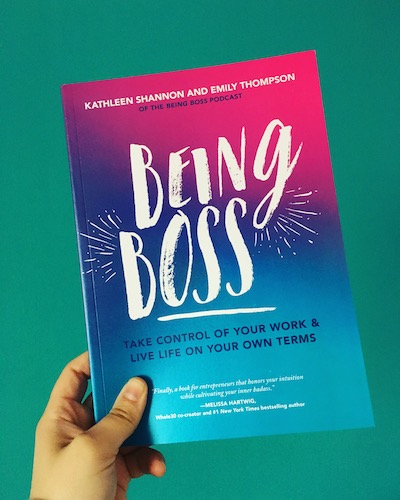 KATHLEEN SHANNON AND EMILY THOMPSON
OF THE BEING BOSS PODCAST
BEING
BOSS
TAKE CONTROL OF YOUR WORK &
LIVE LIFE ON YOUR OWN TERMS
"Finally, a book for entrepreneurs that honors your intuition
while cultivating your inner badass."
—MELISSA HARTWIG,
Whole30 co-creator and #1 New York Times bestselling author